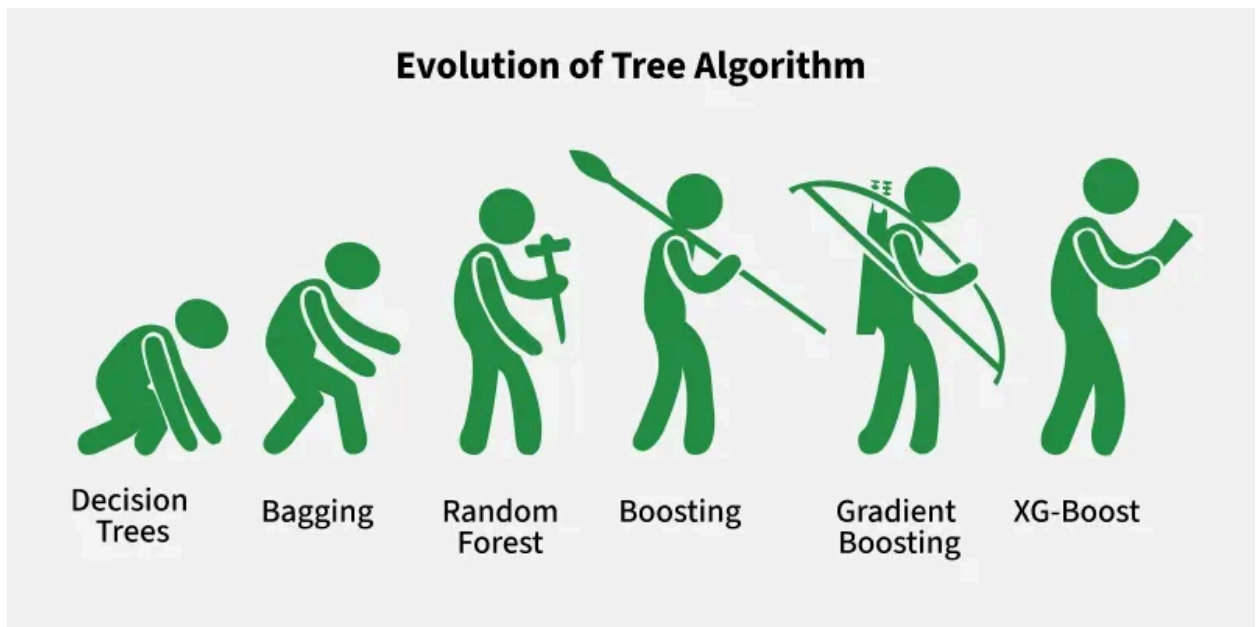 Evolution of Tree Algorithm
Decision
Trees
Bagging
Random
Forest
Boosting
Gradient
Boosting
XG-Boost